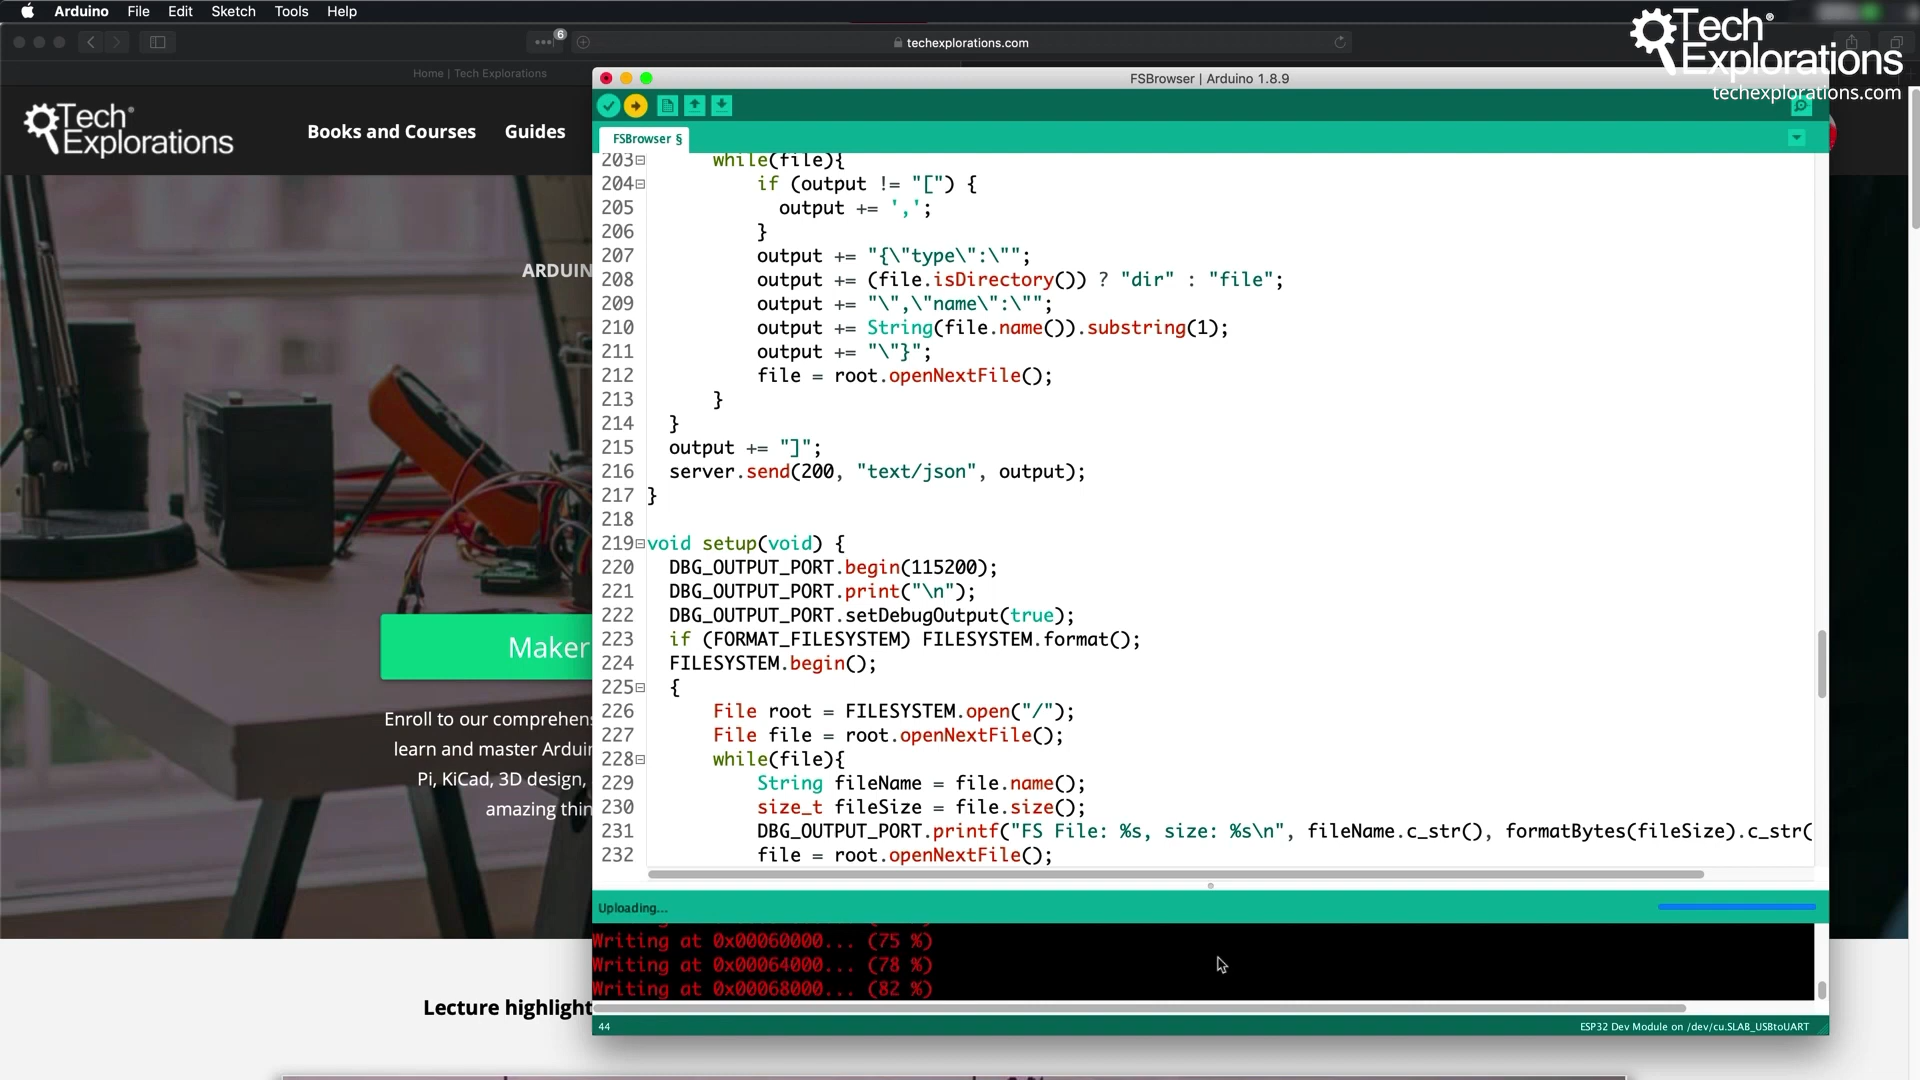 Arduino File Edit Sketch Tools Help
6
techexplorations.com
Home | Tech Explorations
Tech
Explorations
techexplorations.com
Tech
Explorations
Books and Courses Guides
ARDUIN
Maker
Enroll to our comprehens
learn and master Arduin
Pi, KiCad, 3D design,
amazing thin
Lecture highlight
FSBrowser | Arduino 1.8.9
FSBrowser §
203 while(file){
204 if (output != "[") {
205 output += ',';
206 }
207 output += "{\"type\":\"";
208 output += (file.isDirectory()) ? "dir" : "file";
209 output += "\",\"name\":\"";
210 output += String(file.name()).substring(1);
211 output += "\"}";
212 file = root.openNextFile();
213 }
214 }
215 output += "]";
216 server.send(200, "text/json", output);
217 }
218
219 void setup(void) {
220 DBG_OUTPUT_PORT.begin(115200);
221 DBG_OUTPUT_PORT.print("\n");
222 DBG_OUTPUT_PORT.setDebugOutput(true);
223 if (FORMAT_FILESYSTEM) FILESYSTEM.format();
224 FILESYSTEM.begin();
225 {
226 File root = FILESYSTEM.open("/");
227 File file = root.openNextFile();
228 while(file){
229 String fileName = file.name();
230 size_t fileSize = file.size();
231 DBG_OUTPUT_PORT.printf("FS File: %s, size: %s\n", fileName.c_str(), formatBytes(fileSize).c_str(
232 file = root.openNextFile();
Uploading...
Writing at 0x00060000... (75 %)
Writing at 0x00064000... (78 %)
Writing at 0x00068000... (82 %)
44
ESP32 Dev Module on /dev/cu.SLAB_USBtoUART